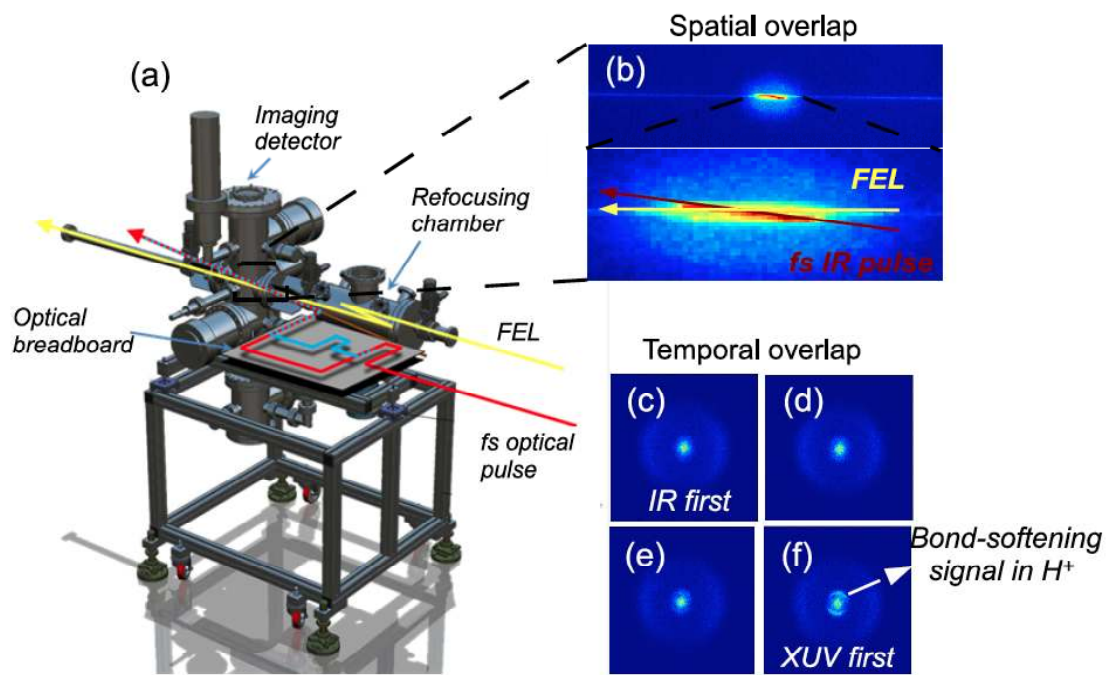 Spatial overlap
(a)
(b)
Imaging
detector
Refocusing
chamber
FEL
fs IR pulse
Optical
breadboard
FEL
fs optical
pulse
Temporal overlap
(c)
(d)
IR first
(e)
(f)
Bond-softening
signal in H⁺
XUV first